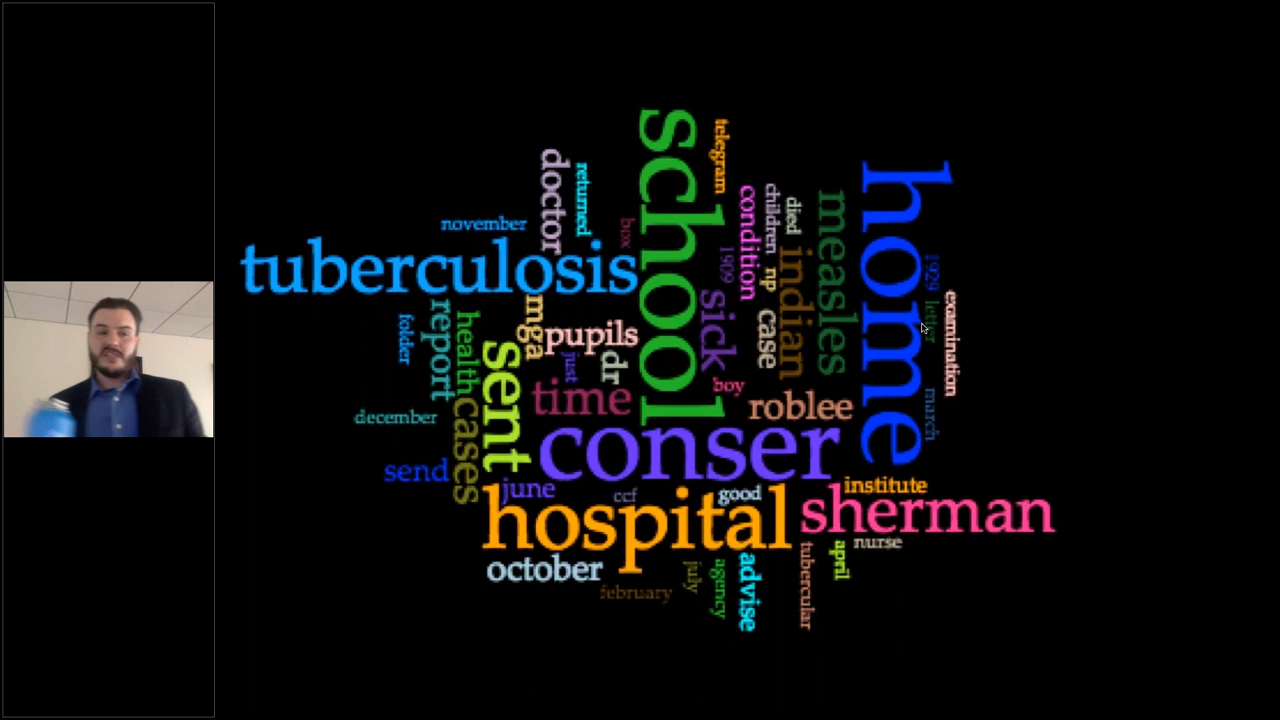 school
telegram
home
doctor
returned
condition
children
died
measles
november
box
tuberculosis
1909
np
indian
1929
letter
examination
mga
sick
case
folder
report
health
pupils
sent
just
dr
time
boy
roblee
march
december
cases
conser
send
june
ccf
good
institute
hospital
sherman
october
nurse
february
july
agency
advise
tubercular
april